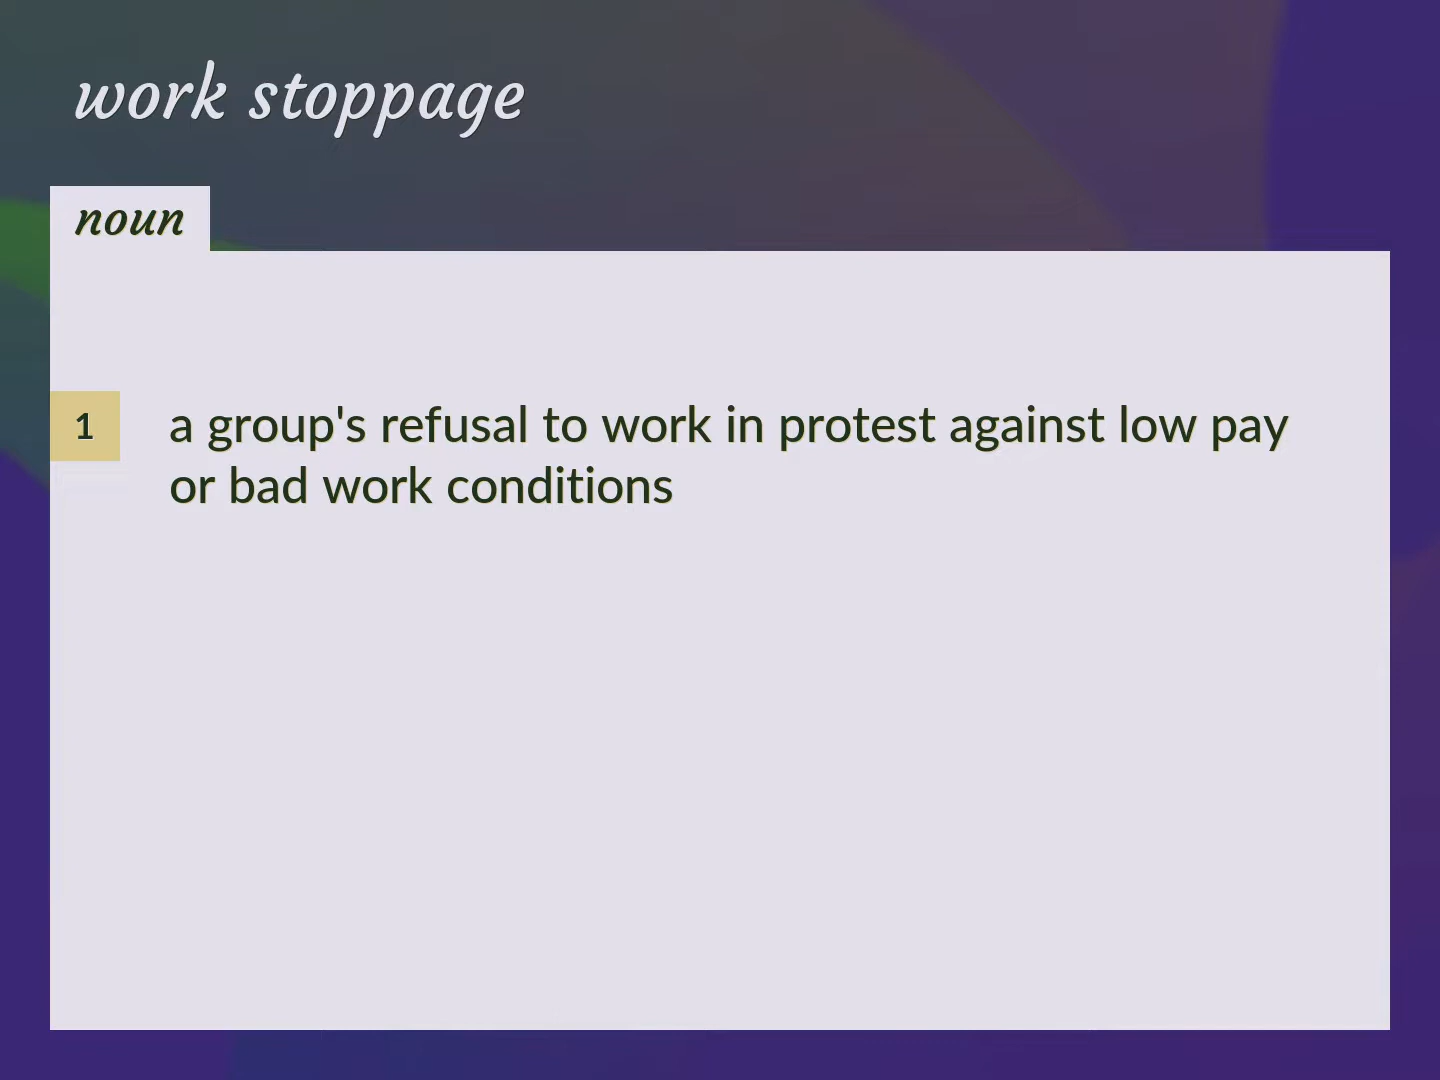 work stoppage
noun
1
a group's refusal to work in protest against low pay
or bad work conditions